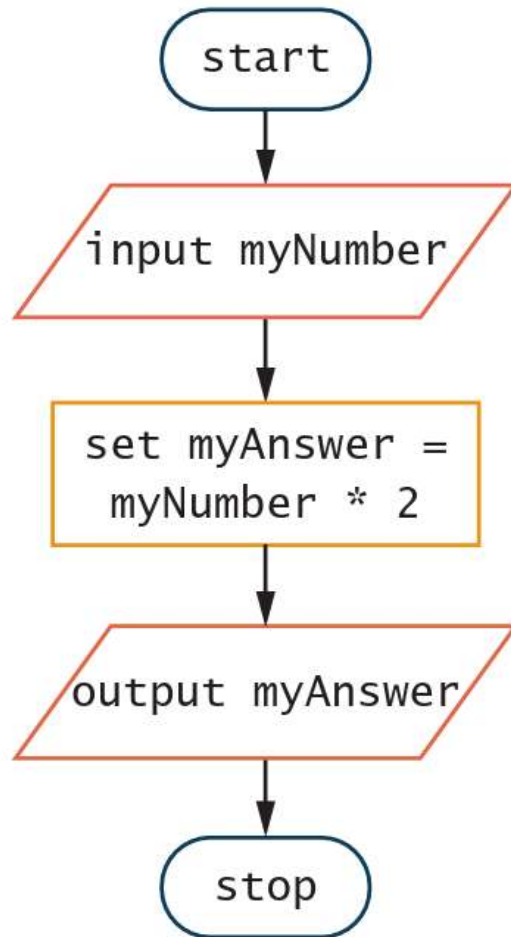 start
input myNumber
set myAnswer =
myNumber * 2
output myAnswer
stop